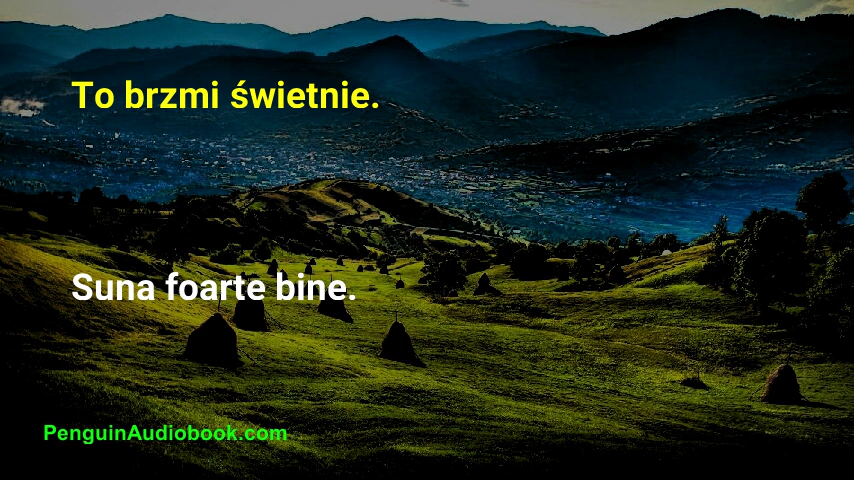 To brzmi świetnie.
Suna foarte bine.
PenguinAudiobook.com